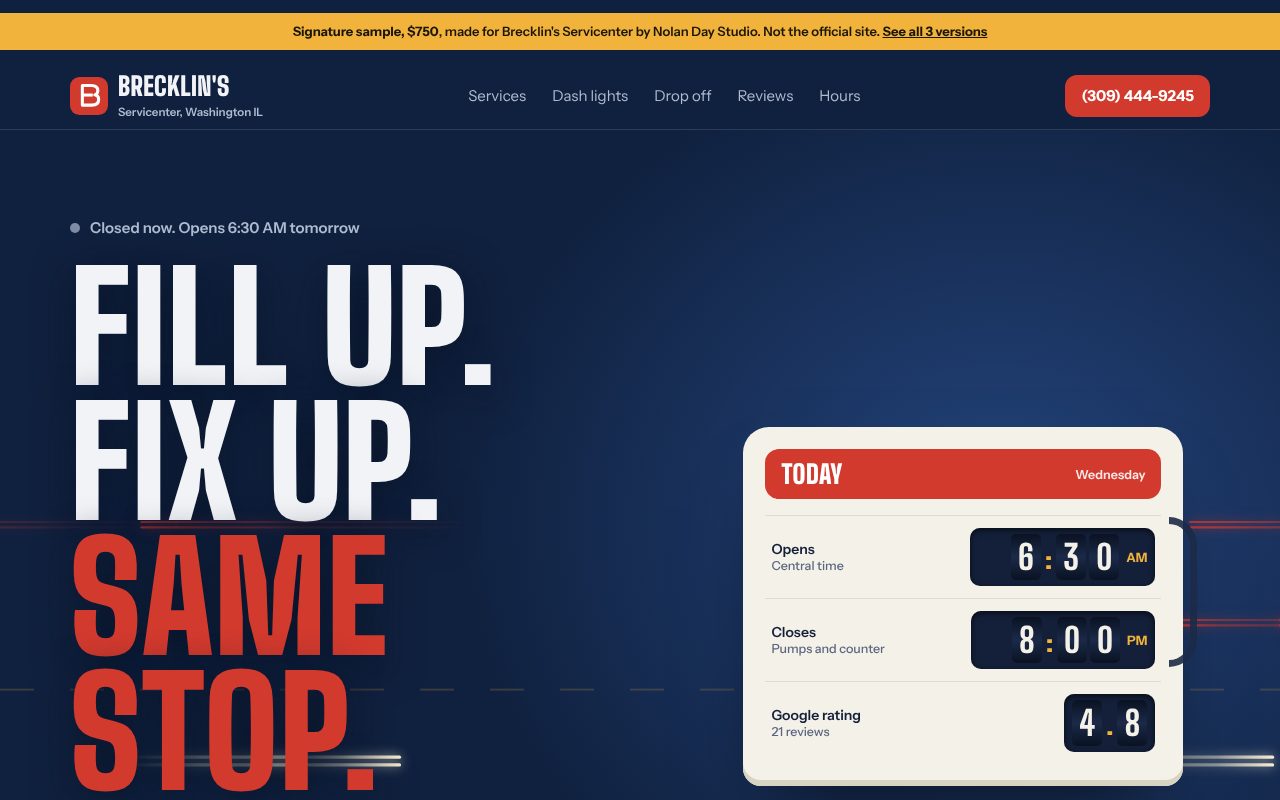 Signature sample, $750, made for Brecklin's Servicenter by Nolan Day Studio. Not the official site. See all 3 versions
B
BRECKLIN'S
Servicenter, Washington IL
Services
Dash lights
Drop off
Reviews
Hours
(309) 444-9245
Closed now. Opens 6:30 AM tomorrow
FILL UP.
FIX UP.
SAME
STOP.
TODAY
Wednesday
Opens
Central time
6:30 AM
Closes
Pumps and counter
8:00 PM
Google rating
21 reviews
4.8